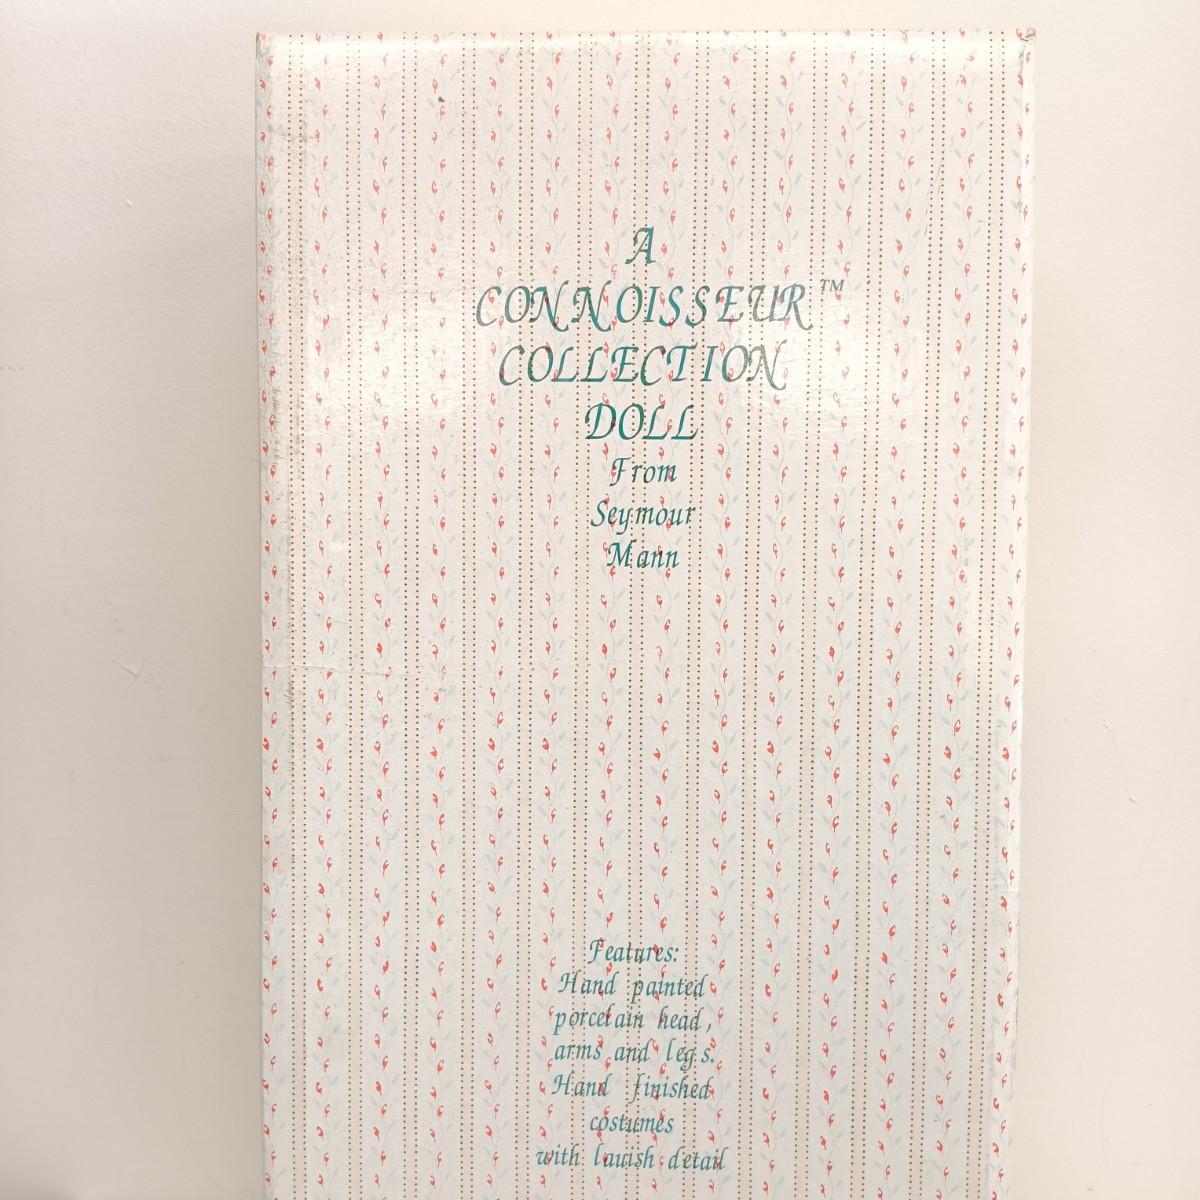 A
CONNOISSEUR™
COLLECTION
DOLL
From
Seymour
Mann
Features:
Hand painted
porcelain head,
arms and legs.
Hand finished
costumes
with lavish detail